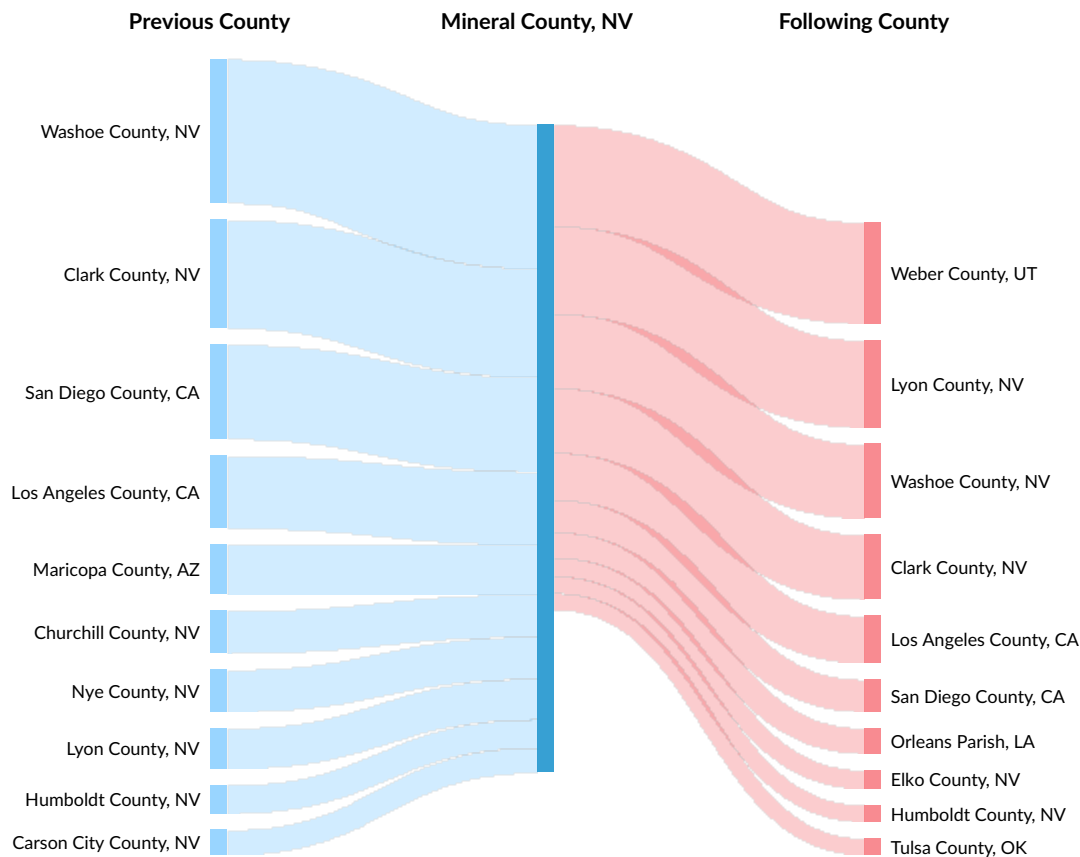 Previous County
Mineral County, NV
Following County
Washoe County, NV
Clark County, NV
San Diego County, CA
Los Angeles County, CA
Maricopa County, AZ
Churchill County, NV
Nye County, NV
Lyon County, NV
Humboldt County, NV
Carson City County, NV
Weber County, UT
Lyon County, NV
Washoe County, NV
Clark County, NV
Los Angeles County, CA
San Diego County, CA
Orleans Parish, LA
Elko County, NV
Humboldt County, NV
Tulsa County, OK